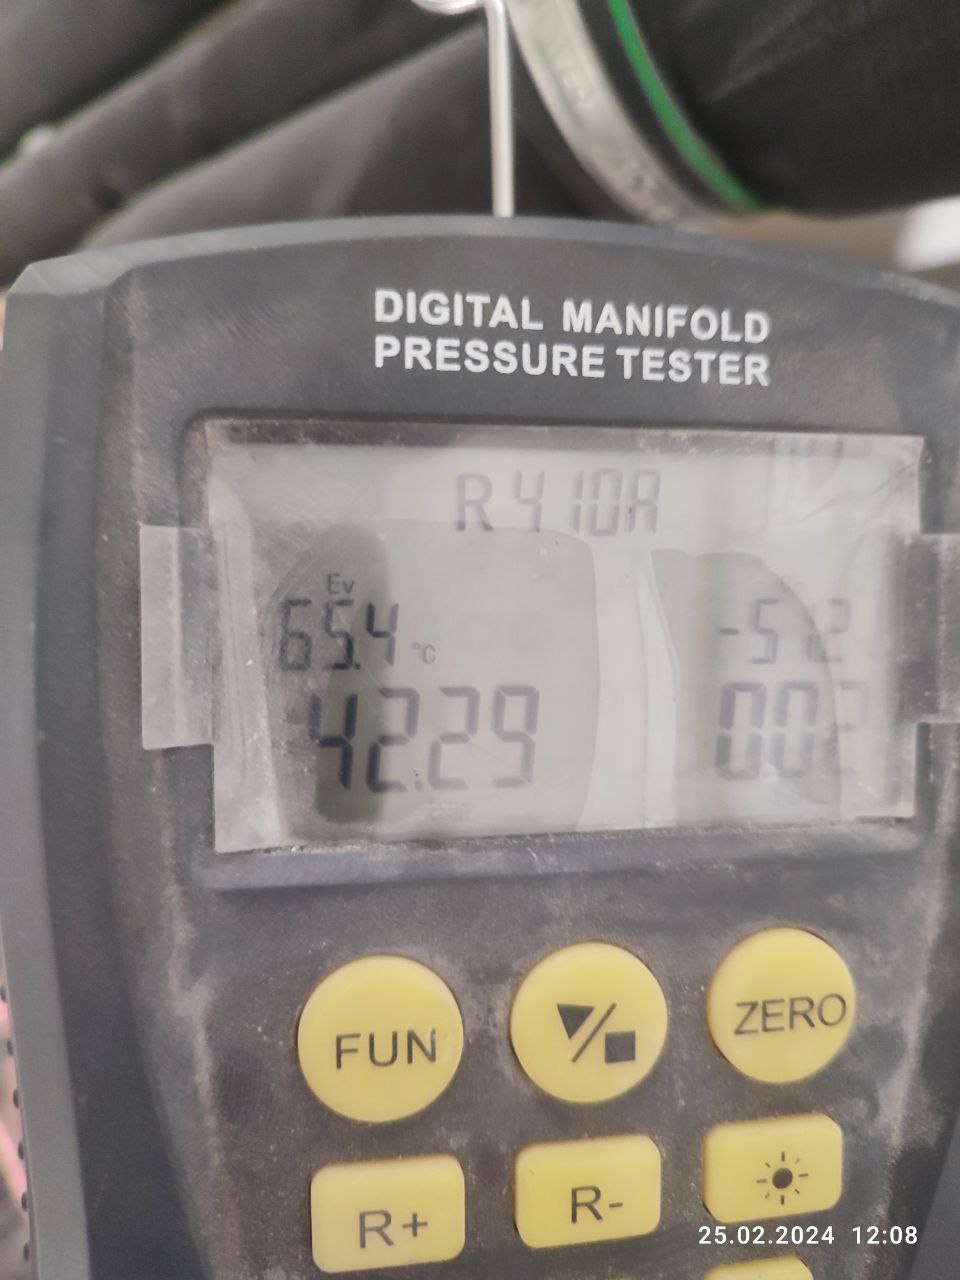 DIGITAL MANIFOLD
PRESSURE TESTER
R 410A
Ev
65.4 °C -51.2
42.29 0.02
FUN ZERO
R+ R-
25.02.2024 12:08